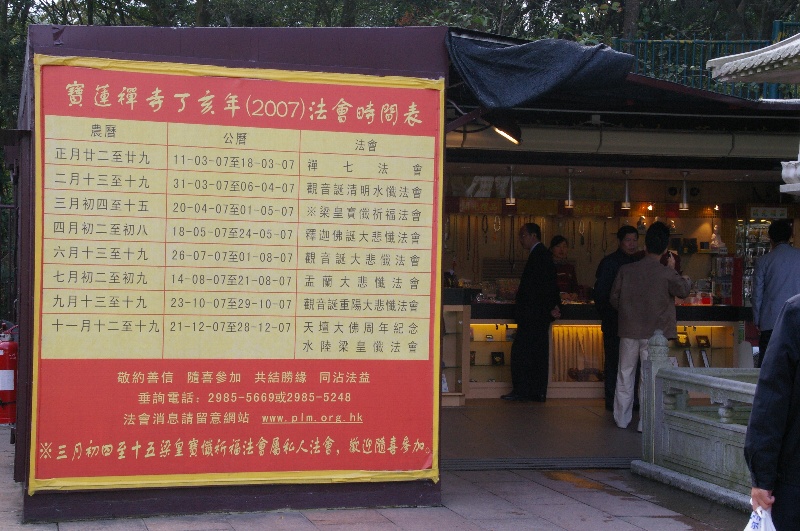 寶蓮禪寺丁亥年(2007)法會時間表
農曆 公曆 法會
正月廿二至廿九 11-03-07至18-03-07 禪七法會
二月十三至十九 31-03-07至06-04-07 觀音誕清明水懺法會
三月初四至十五 20-04-07至01-05-07 ※梁皇寶懺祈福法會
四月初二至初八 18-05-07至24-05-07 釋迦佛誕大悲懺法會
六月十三至十九 26-07-07至01-08-07 觀音誕大悲懺法會
七月初二至初九 14-08-07至21-08-07 盂蘭大悲懺法會
九月十三至十九 23-10-07至29-10-07 觀音誕重陽大悲懺法會
十一月十二至十九 21-12-07至28-12-07 天壇大佛周年紀念
水陸梁皇懺法會
敬約善信 隨喜參加 共結勝緣 同沾法益
垂詢電話：2985-5669或2985-5248
法會消息請留意網站 www.plm.org.hk
※三月初四至十五梁皇寶懺祈福法會屬私人法會，歡迎隨喜參加。